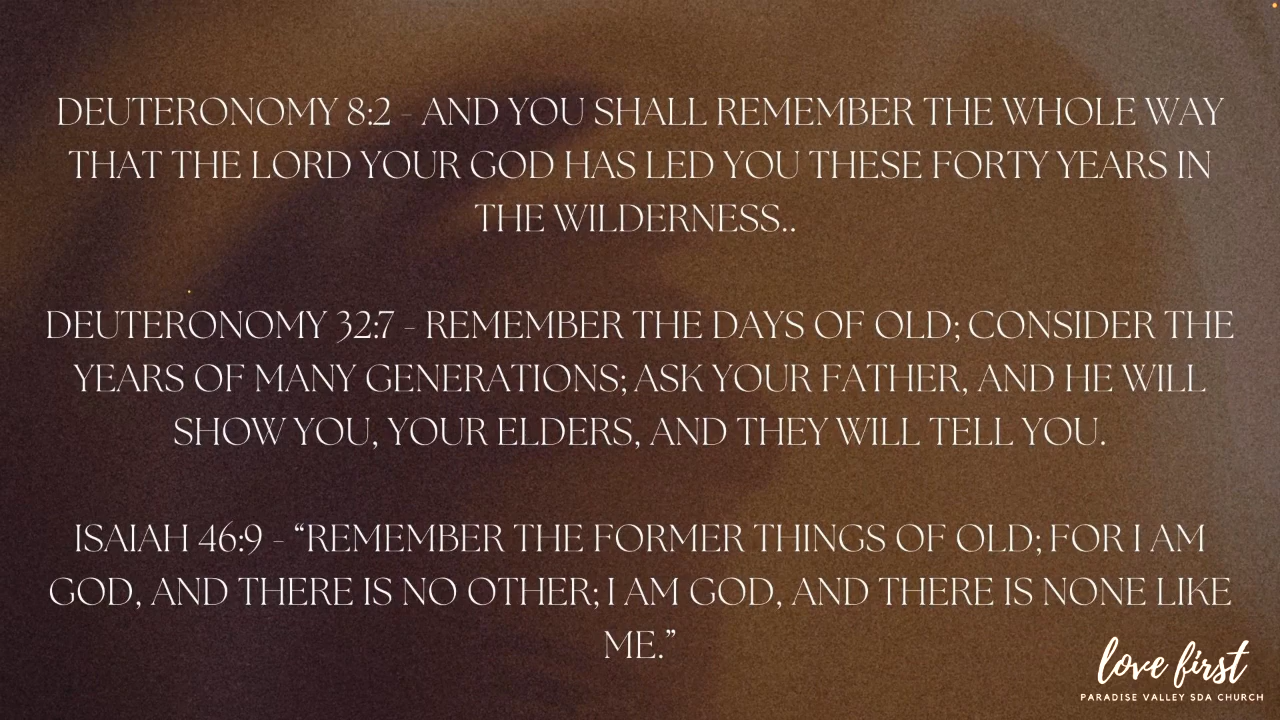 DEUTERONOMY 8:2 - AND YOU SHALL REMEMBER THE WHOLE WAY
THAT THE LORD YOUR GOD HAS LED YOU THESE FORTY YEARS IN
THE WILDERNESS..
DEUTERONOMY 32:7 - REMEMBER THE DAYS OF OLD; CONSIDER THE
YEARS OF MANY GENERATIONS; ASK YOUR FATHER, AND HE WILL
SHOW YOU, YOUR ELDERS, AND THEY WILL TELL YOU.
ISAIAH 46:9 - “REMEMBER THE FORMER THINGS OF OLD; FOR I AM
GOD, AND THERE IS NO OTHER; I AM GOD, AND THERE IS NONE LIKE
ME.”
love first
PARADISE VALLEY SDA CHURCH